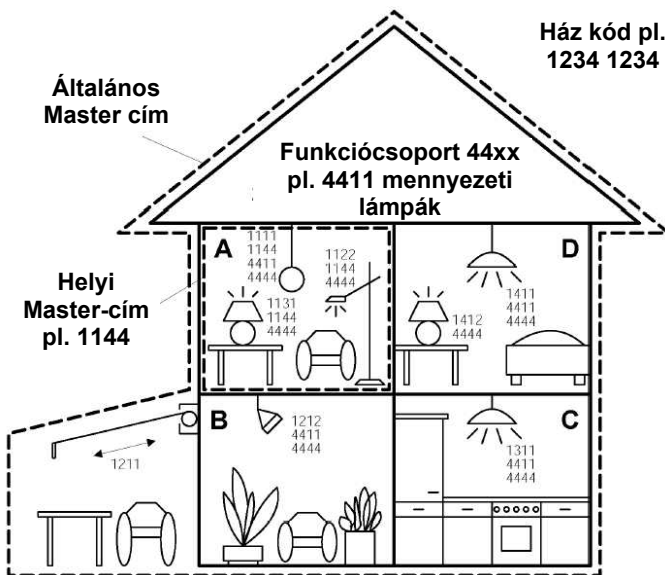 Ház kód pl.
1234 1234
Általános
Master cím
Funkciócsoport 44xx
pl. 4411 mennyezeti
lámpák
Helyi
Master-cím
pl. 1144
A
1111
1144
4411
4444
1122
1144
4444
1131
1144
4444
D
1411
4411
4444
1412
4444
B
1212
4411
4444
C
1311
4411
4444
1211